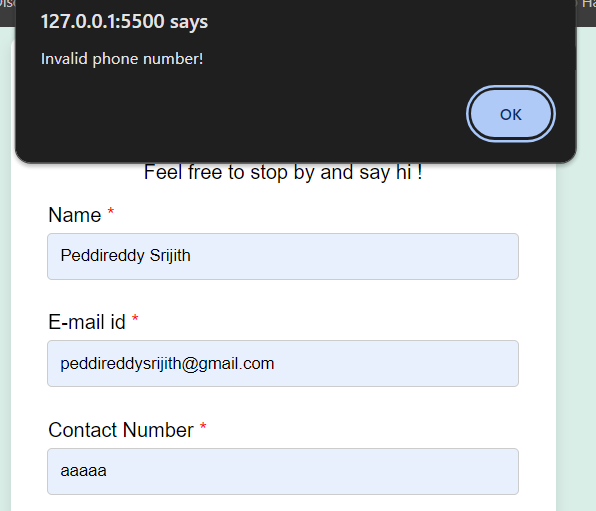 127.0.0.1:5500 says
Invalid phone number!
OK
Feel free to stop by and say hi !
Name *
Peddireddy Srijith
E-mail id *
peddireddysrijith@gmail.com
Contact Number *
aaaaa